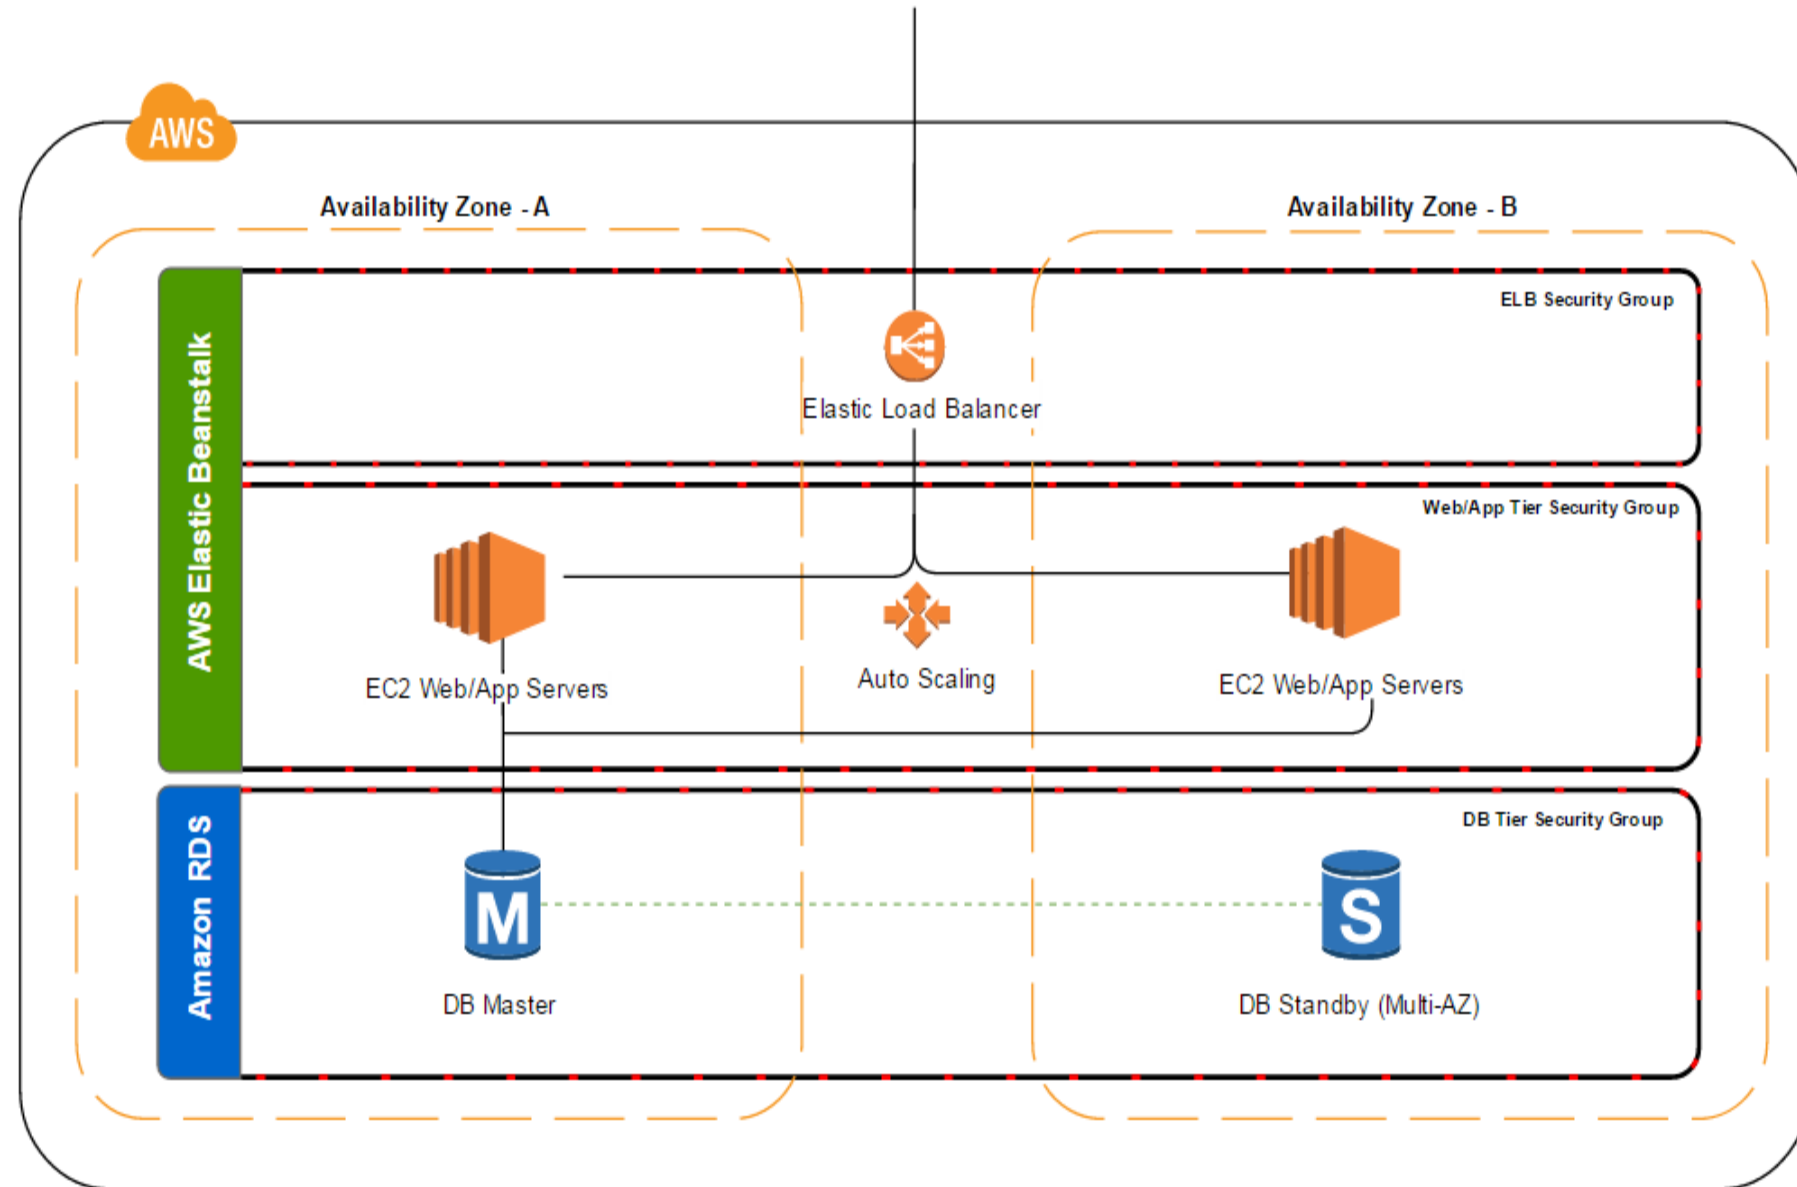 AWS
Availability Zone - A
Availability Zone - B
AWS Elastic Beanstalk
ELB Security Group
Elastic Load Balancer
Web/App Tier Security Group
EC2 Web/App Servers
Auto Scaling
EC2 Web/App Servers
Amazon RDS
DB Tier Security Group
M
S
DB Master
DB Standby (Multi-AZ)